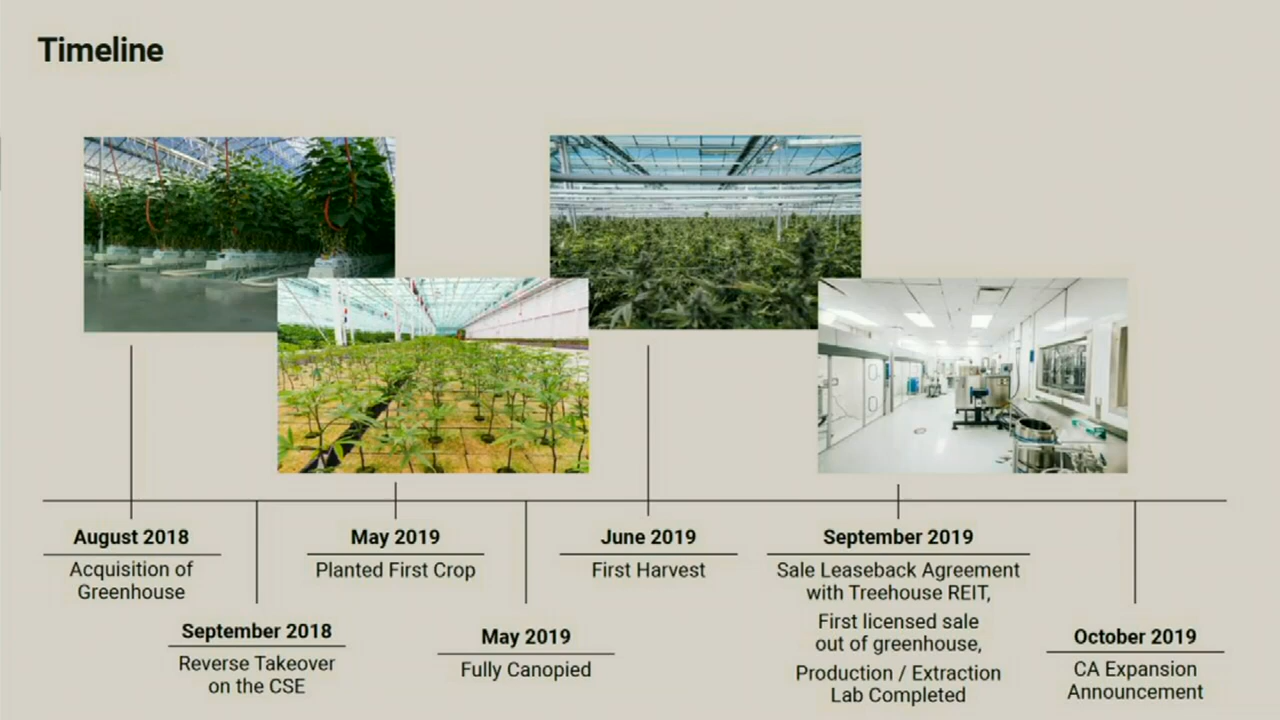 Timeline
August 2018
Acquisition of
Greenhouse
September 2018
Reverse Takeover
on the CSE
May 2019
Planted First Crop
May 2019
Fully Canopied
June 2019
First Harvest
September 2019
Sale Leaseback Agreement
with Treehouse REIT,
First licensed sale
out of greenhouse,
Production / Extraction
Lab Completed
October 2019
CA Expansion
Announcement